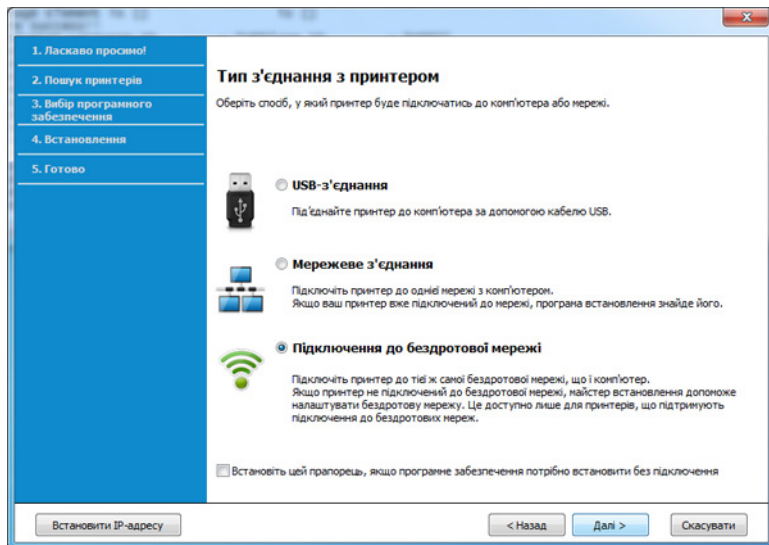 1. Ласкаво просимо!
2. Пошук принтерів
3. Вибір програмного
забезпечення
4. Встановлення
5. Готово
Тип з'єднання з принтером
Оберіть спосіб, у який принтер буде підключатись до комп'ютера або мережі.
USB-з'єднання
Під'єднайте принтер до комп'ютера за допомогою кабелю USB.
Мережеве з'єднання
Підключіть принтер до однієї мережі з комп'ютером.
Якщо ваш принтер вже підключений до мережі, програма встановлення знайде його.
Підключення до бездротової мережі
Підключіть принтер до тієї ж самої бездротової мережі, що і комп'ютер.
Якщо принтер не підключений до бездротової мережі, майстер встановлення допоможе
налаштувати бездротову мережу. Це доступно лише для принтерів, що підтримують
підключення до бездротових мереж.
Встановіть цей прапорець, якщо програмне забезпечення потрібно встановити без підключення
Встановити IP-адресу
< Назад
Далі >
Скасувати